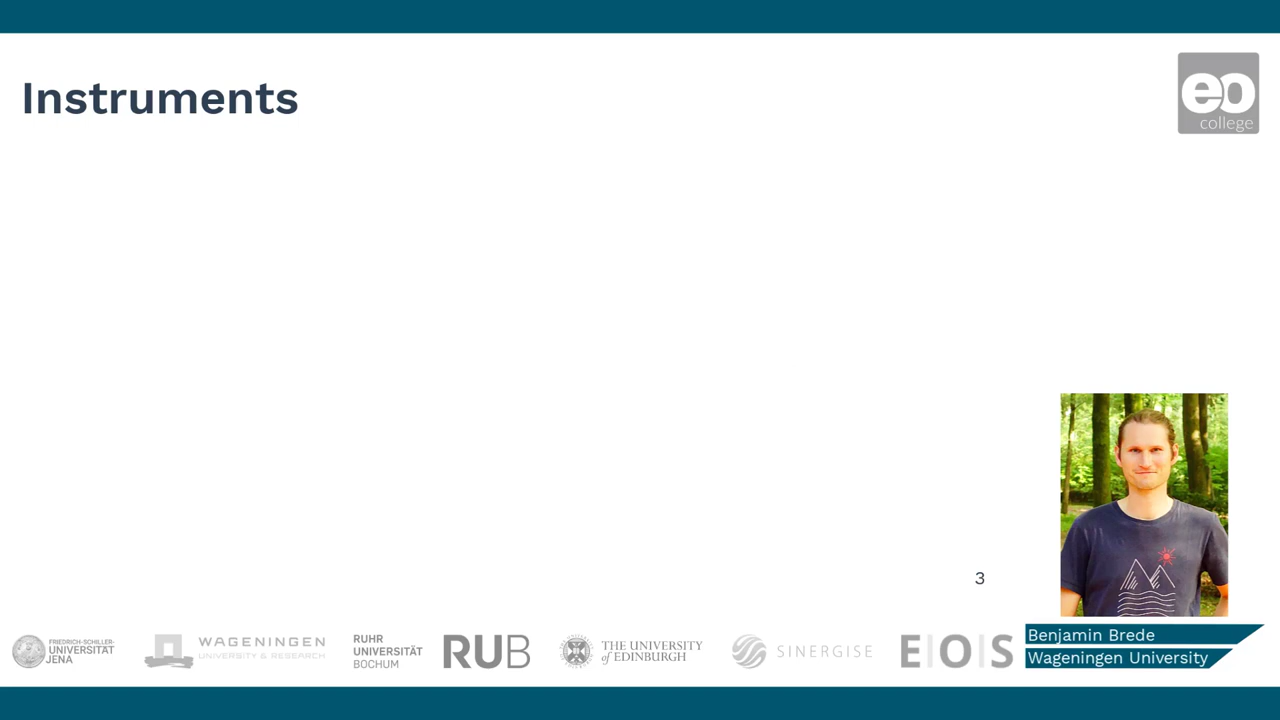 Instruments
eo
college
3
FRIEDRICH-SCHILLER-
UNIVERSITÄT
JENA
WAGENINGEN
UNIVERSITY & RESEARCH
RUHR
UNIVERSITÄT
BOCHUM
RUB
THE UNIVERSITY
of EDINBURGH
SINERGISE
E|O|S
Benjamin Brede
Wageningen University